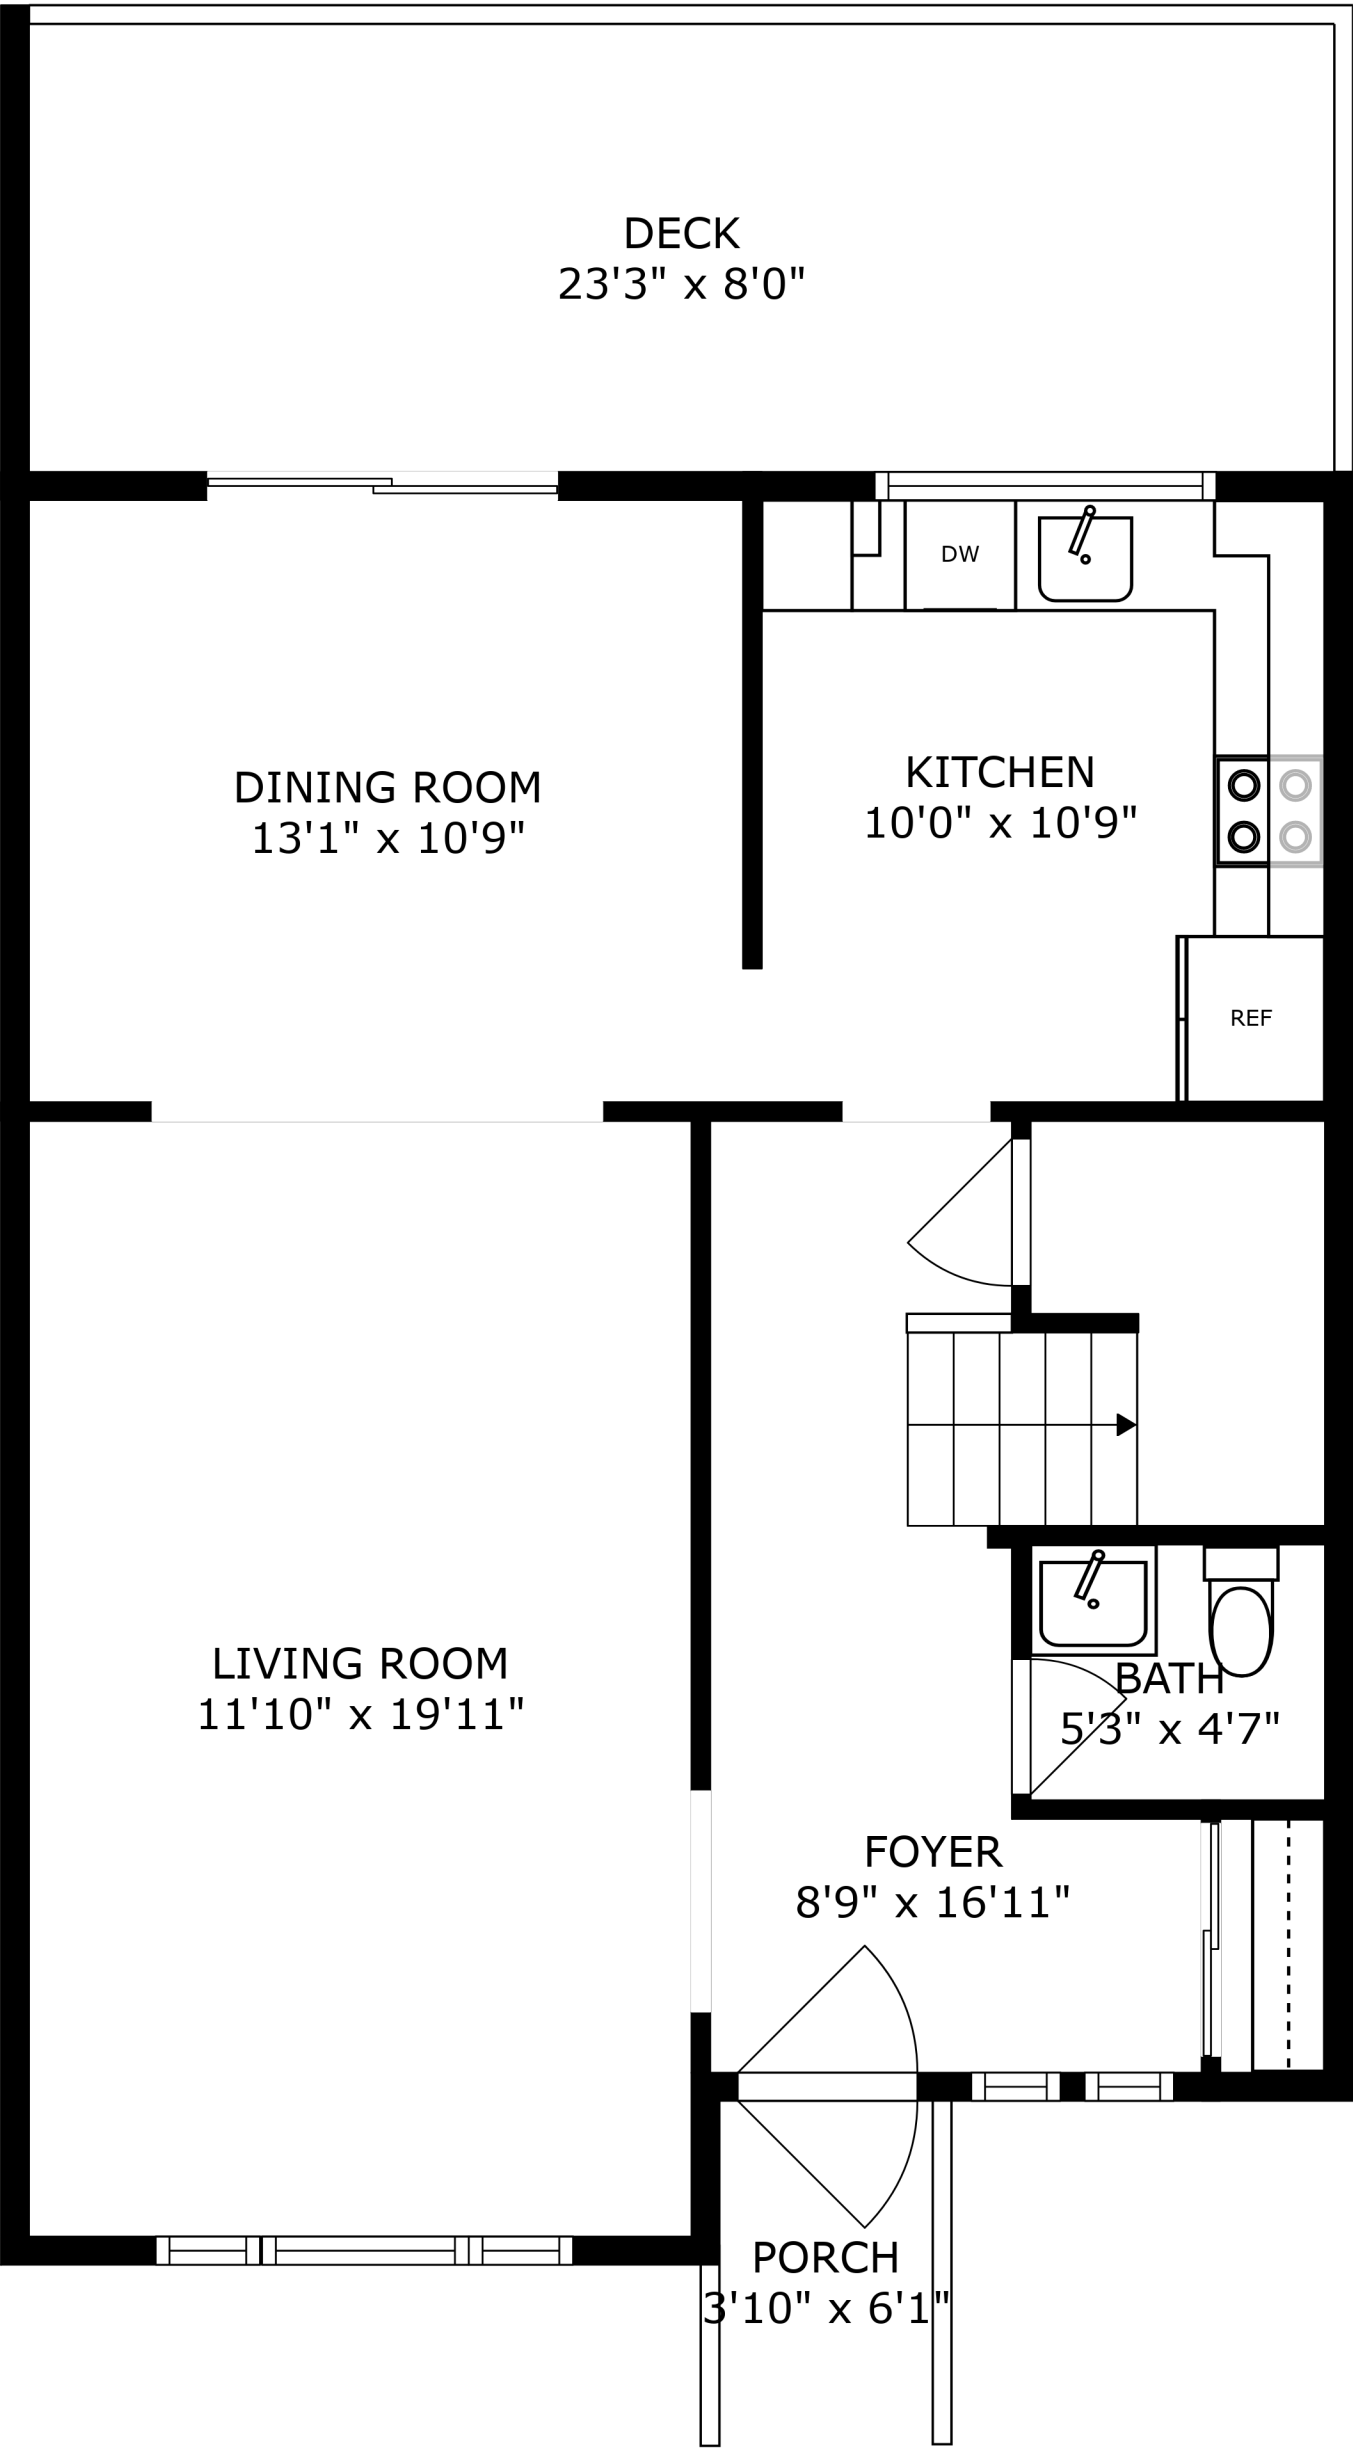 DECK
23'3" x 8'0"
DW
KITCHEN
10'0" x 10'9"
DINING ROOM
13'1" x 10'9"
REF
LIVING ROOM
11'10" x 19'11"
BATH
5'3" x 4'7"
FOYER
8'9" x 16'11"
PORCH
3'10" x 6'1"